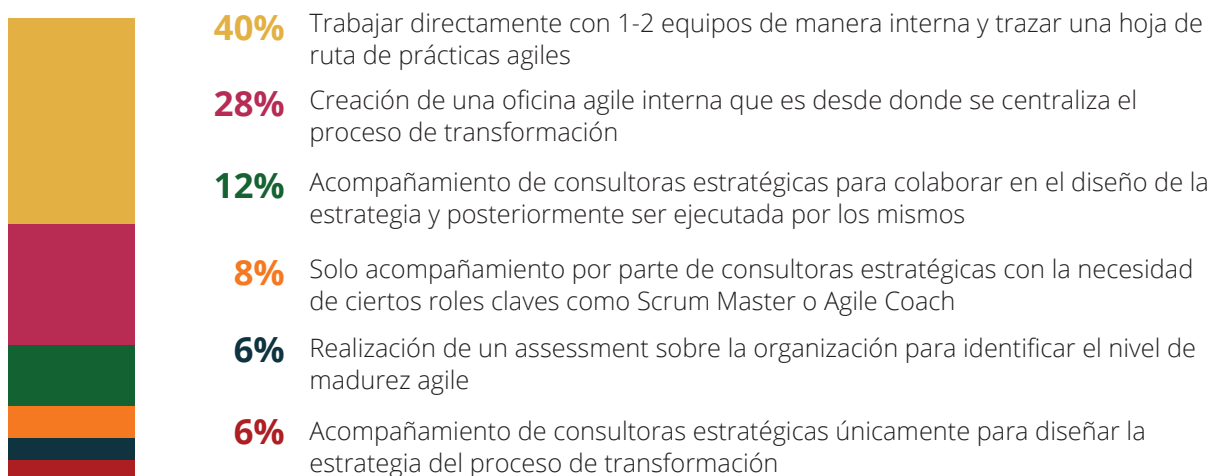 40% Trabajar directamente con 1-2 equipos de manera interna y trazar una hoja de
ruta de prácticas agiles
28% Creación de una oficina agile interna que es desde donde se centraliza el
proceso de transformación
12% Acompañamiento de consultoras estratégicas para colaborar en el diseño de la
estrategia y posteriormente ser ejecutada por los mismos
8% Solo acompañamiento por parte de consultoras estratégicas con la necesidad
de ciertos roles claves como Scrum Master o Agile Coach
6% Realización de un assessment sobre la organización para identificar el nivel de
madurez agile
6% Acompañamiento de consultoras estratégicas únicamente para diseñar la
estrategia del proceso de transformación